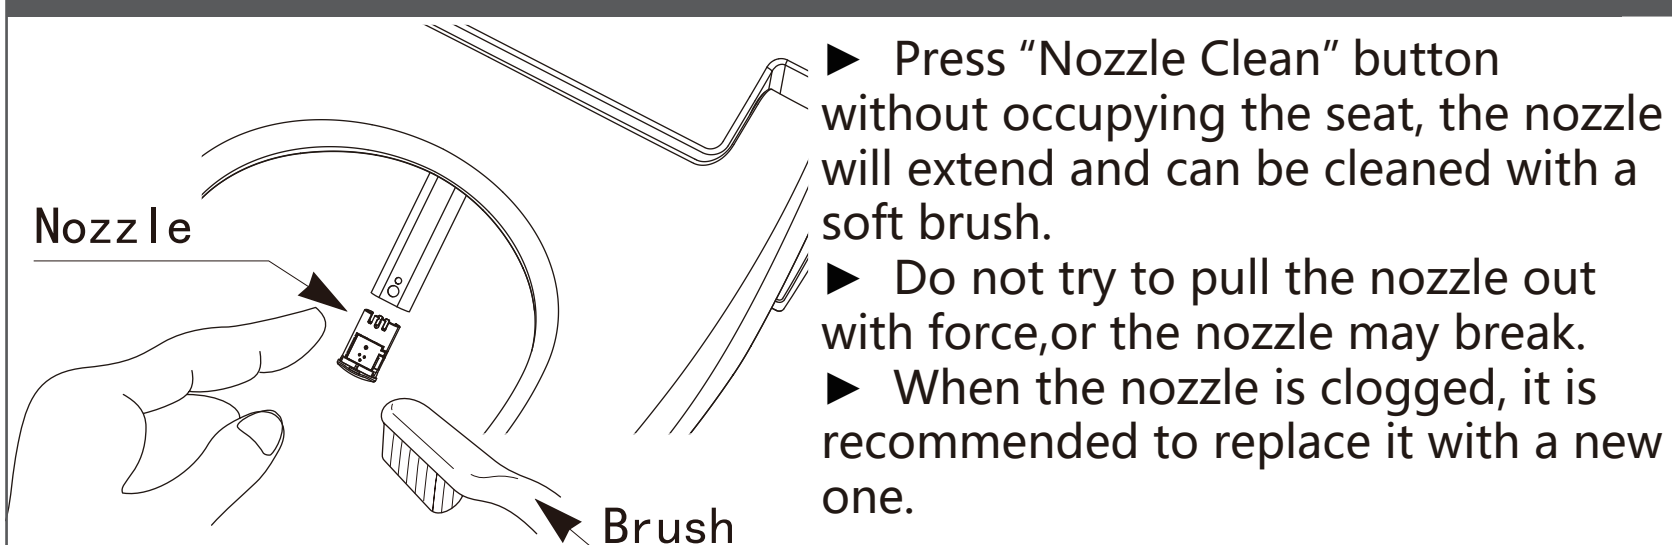 Nozzle
Brush
► Press “Nozzle Clean” button
without occupying the seat, the nozzle
will extend and can be cleaned with a
soft brush.
► Do not try to pull the nozzle out
with force,or the nozzle may break.
► When the nozzle is clogged, it is
recommended to replace it with a new
one.